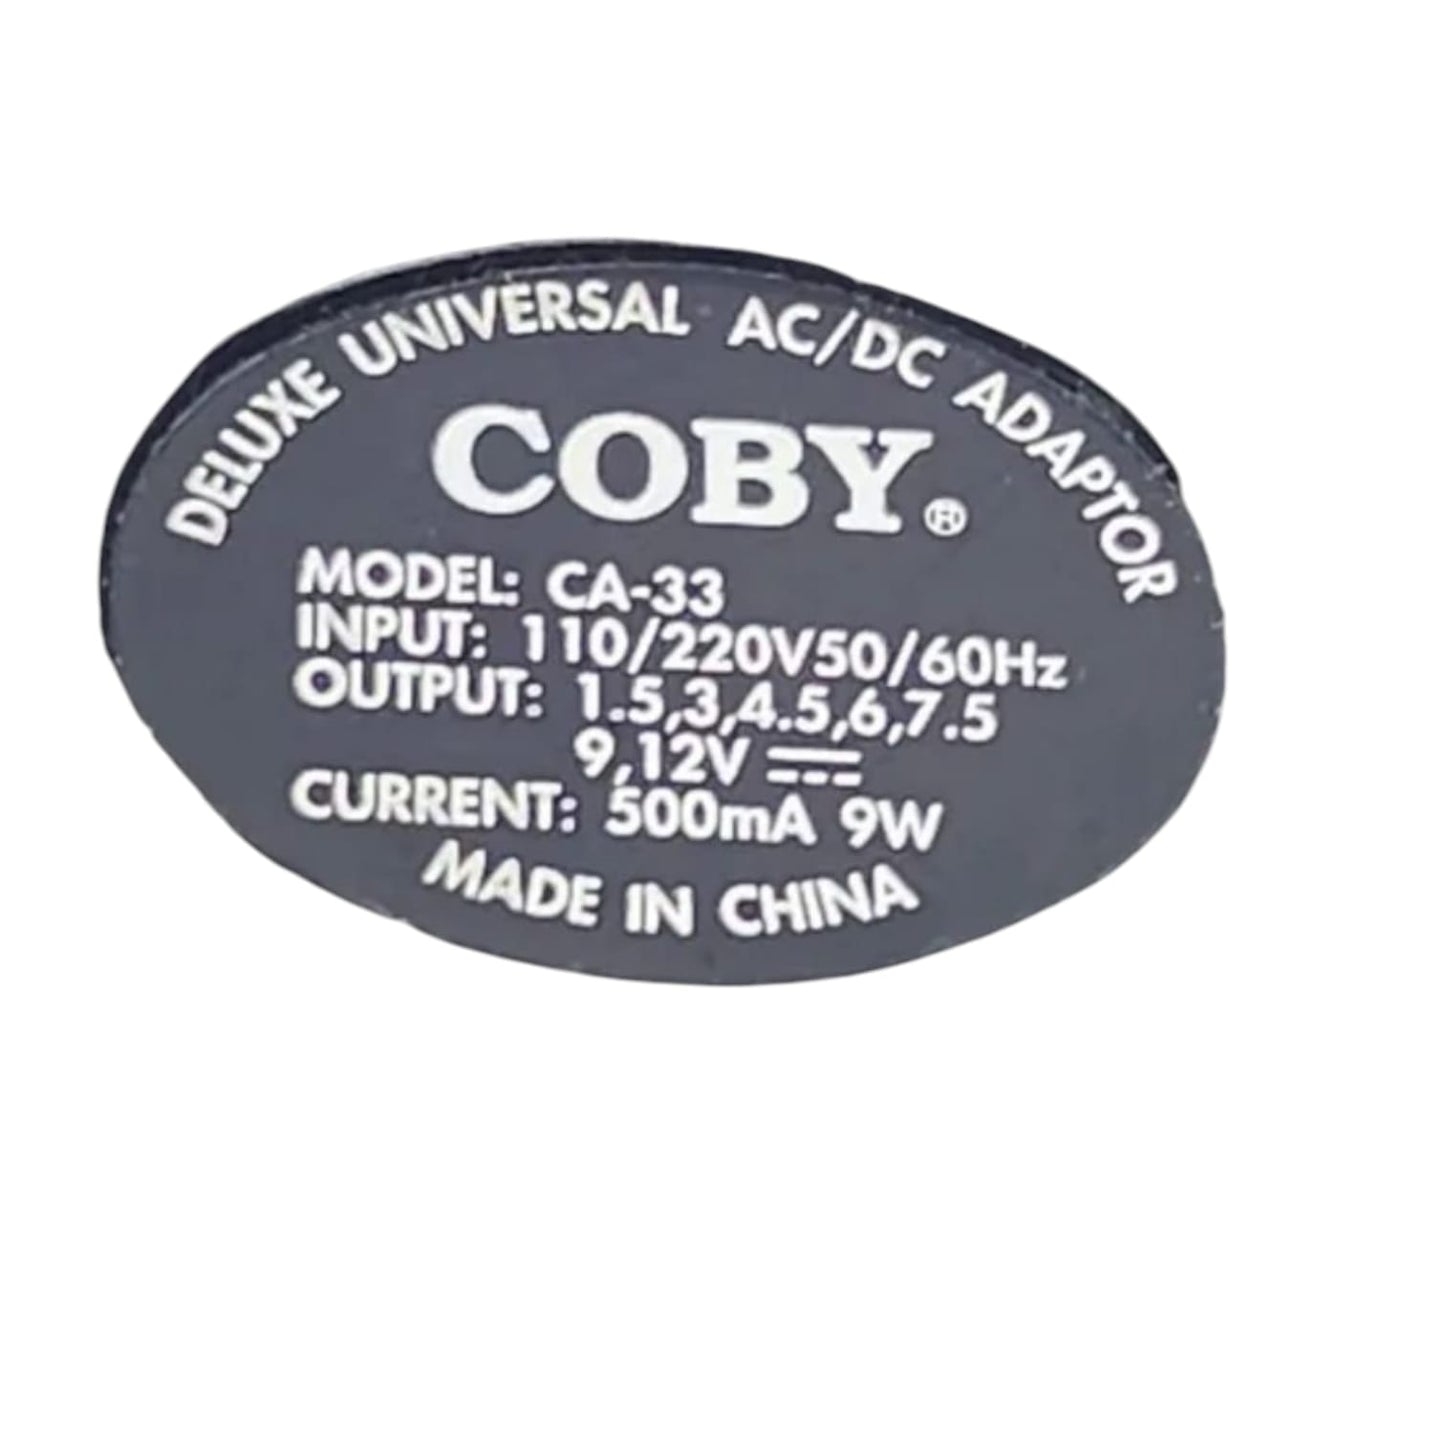 DELUXE UNIVERSAL AC/DC ADAPTOR
COBY®
MODEL: CA-33
INPUT: 110/220V50/60Hz
OUTPUT: 1.5,3,4.5,6,7.5
9,12V ⎓
CURRENT: 500mA 9W
MADE IN CHINA